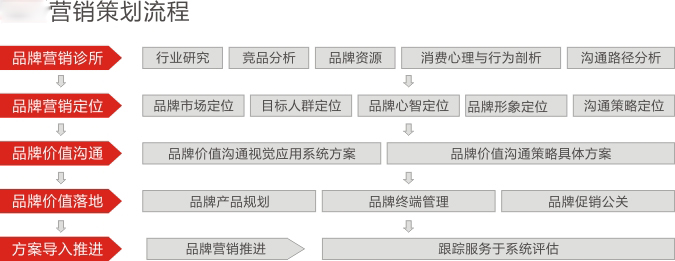 营销策划流程
品牌营销诊所 行业研究 竞品分析 品牌资源 消费心理与行为剖析 沟通路径分析
品牌营销定位 品牌市场定位 目标人群定位 品牌心智定位 品牌形象定位 沟通策略定位
品牌价值沟通 品牌价值沟通视觉应用系统方案 品牌价值沟通策略具体方案
品牌价值落地 品牌产品规划 品牌终端管理 品牌促销公关
方案导入推进 品牌营销推进 跟踪服务于系统评估